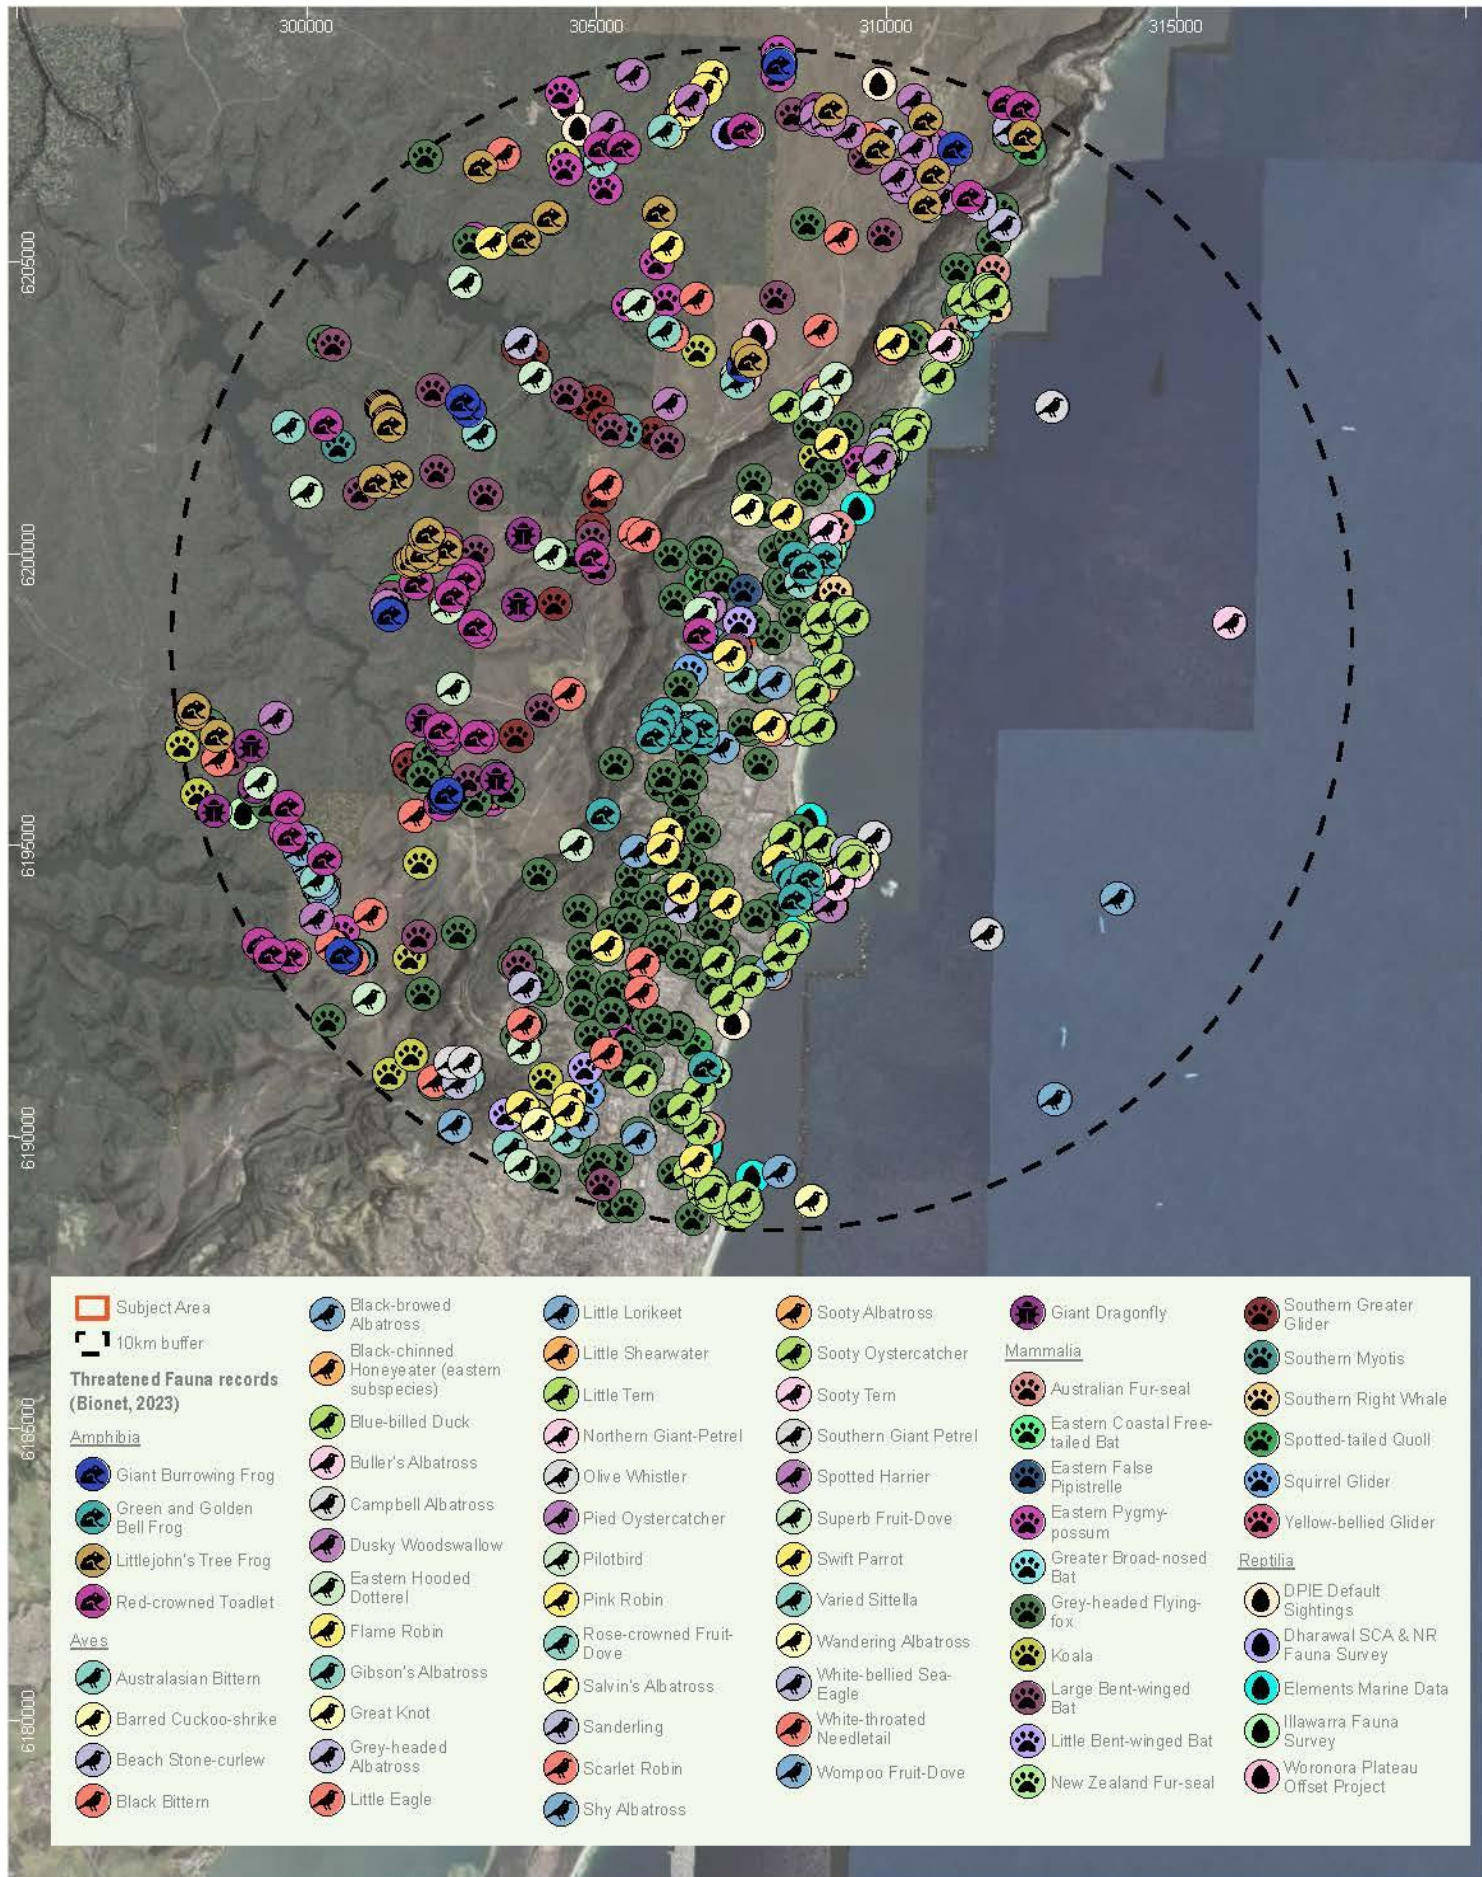 300000
305000
310000
315000
6205000
6200000
6195000
6190000
6185000
6180000
Subject Area
10km buffer
Threatened Fauna records
(Bionet, 2023)
Amphibia
Giant Burrowing Frog
Green and Golden
Bell Frog
Littlejohn's Tree Frog
Red-crowned Toadlet
Aves
Australasian Bittern
Barred Cuckoo-shrike
Beach Stone-curlew
Black Bittern
Black-browed
Albatross
Black-chinned
Honeyeater (eastern
subspecies)
Blue-billed Duck
Buller's Albatross
Campbell Albatross
Dusky Woodswallow
Eastern Hooded
Dotterel
Flame Robin
Gibson's Albatross
Great Knot
Grey-headed
Albatross
Little Eagle
Little Lorikeet
Little Shearwater
Little Tern
Northern Giant-Petrel
Olive Whistler
Pied Oystercatcher
Pilotbird
Pink Robin
Rose-crowned Fruit-
Dove
Salvin's Albatross
Sanderling
Scarlet Robin
Shy Albatross
Sooty Albatross
Sooty Oystercatcher
Sooty Tern
Southern Giant Petrel
Spotted Harrier
Superb Fruit-Dove
Swift Parrot
Varied Sittella
Wandering Albatross
White-bellied Sea-
Eagle
White-throated
Needletail
Wompoo Fruit-Dove
Giant Dragonfly
Mammalia
Australian Fur-seal
Eastern Coastal Free-
tailed Bat
Eastern False
Pipistrelle
Eastern Pygmy-
possum
Greater Broad-nosed
Bat
Grey-headed Flying-
fox
Koala
Large Bent-winged
Bat
Little Bent-winged Bat
New Zealand Fur-seal
Southern Greater
Glider
Southern Myotis
Southern Right Whale
Spotted-tailed Quoll
Squirrel Glider
Yellow-bellied Glider
Reptilia
DPIE Default
Sightings
Dharawal SCA & NR
Fauna Survey
Elements Marine Data
Illawarra Fauna
Survey
Woronora Plateau
Offset Project